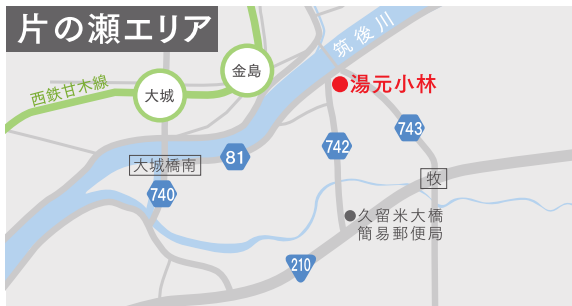 片の瀬エリア
筑後川
金島
西鉄甘木線
大城
湯元小林
743
742
81
大城橋南
牧
740
久留米大橋
簡易郵便局
210